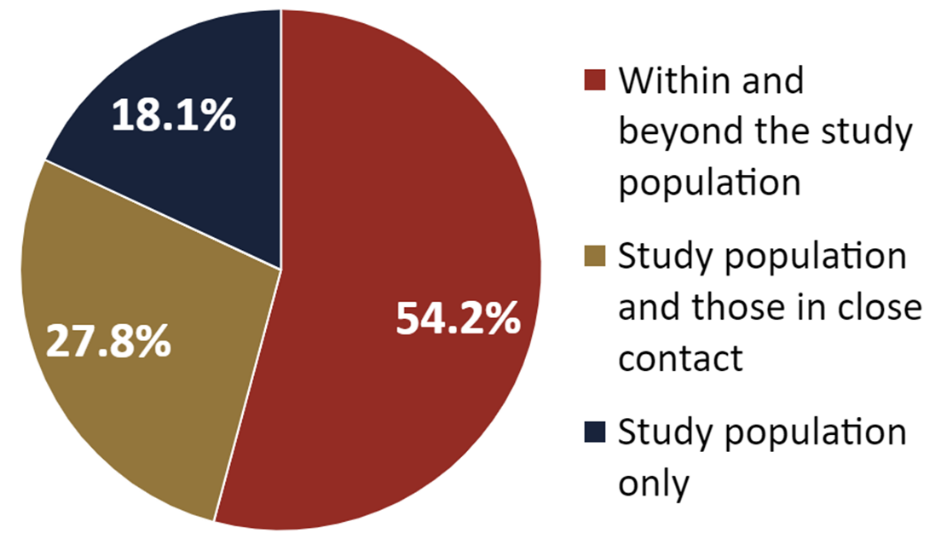 18.1%
27.8%
54.2%
Within and
beyond the study
population
Study population
and those in close
contact
Study population
only